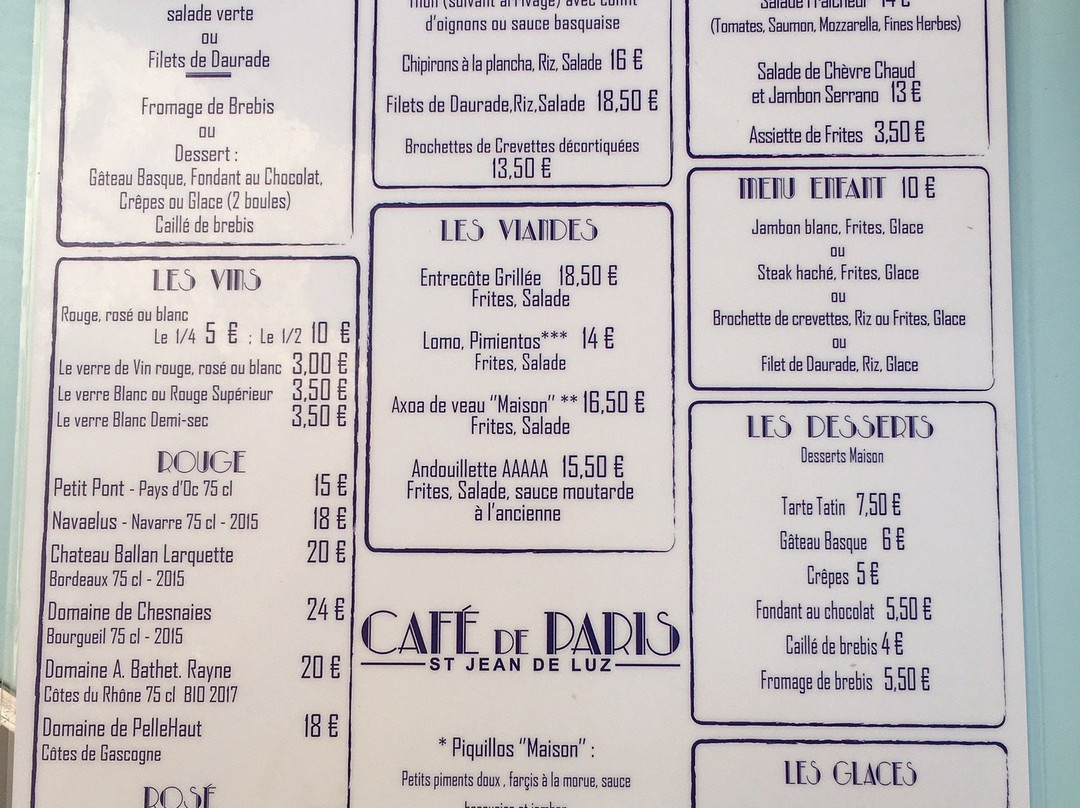 salade verte
ou
Filets de Daurade
Fromage de Brebis
ou
Dessert :
Gâteau Basque, Fondant au Chocolat,
Crêpes ou Glace (2 boules)
Caillé de brebis
LES VINS
Rouge, rosé ou blanc
Le 1/4 5 € ; Le 1/2 10 €
Le verre de Vin rouge, rosé ou blanc 3,00 €
Le verre Blanc ou Rouge Supérieur 3,50 €
Le verre Blanc Demi-sec 3,50 €
ROUGE
Petit Pont - Pays d'Oc 75 cl 15 €
Navaelus - Navarre 75 cl - 2015 18 €
Chateau Ballan Larquette 20 €
Bordeaux 75 cl - 2015
Domaine de Chesnaies 24 €
Bourgueil 75 cl - 2015
Domaine A. Bathet. Rayne 20 €
Côtes du Rhône 75 cl BIO 2017
Domaine de PelleHaut 18 €
Côtes de Gascogne
ROSÉ
Thon (suivant arrivage) avec confit
d'oignons ou sauce basquaise
Chipirons à la plancha, Riz, Salade 16 €
Filets de Daurade,Riz,Salade 18,50 €
Brochettes de Crevettes décortiquées
13,50 €
LES VIANDES
Entrecôte Grillée 18,50 €
Frites, Salade
Lomo, Pimientos*** 14 €
Frites, Salade
Axoa de veau "Maison" ** 16,50 €
Frites, Salade
Andouillette AAAAA 15,50 €
Frites, Salade, sauce moutarde
à l'ancienne
CAFÉ DE PARIS
ST JEAN DE LUZ
* Piquillos "Maison" :
Petits piments doux , farçis à la morue, sauce
Salade Fraîcheur 14 €
(Tomates, Saumon, Mozzarella, Fines Herbes)
Salade de Chèvre Chaud
et Jambon Serrano 13 €
Assiette de Frites 3,50 €
MENU ENFANT 10 €
Jambon blanc, Frites, Glace
ou
Steak haché, Frites, Glace
ou
Brochette de crevettes, Riz ou Frites, Glace
ou
Filet de Daurade, Riz, Glace
LES DESSERTS
Desserts Maison
Tarte Tatin 7,50 €
Gâteau Basque 6 €
Crêpes 5 €
Fondant au chocolat 5,50 €
Caillé de brebis 4 €
Fromage de brebis 5,50 €
LES GLACES